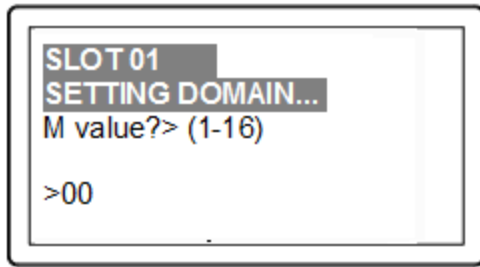 SLOT 01
SETTING DOMAIN...
M value?> (1-16)
>00